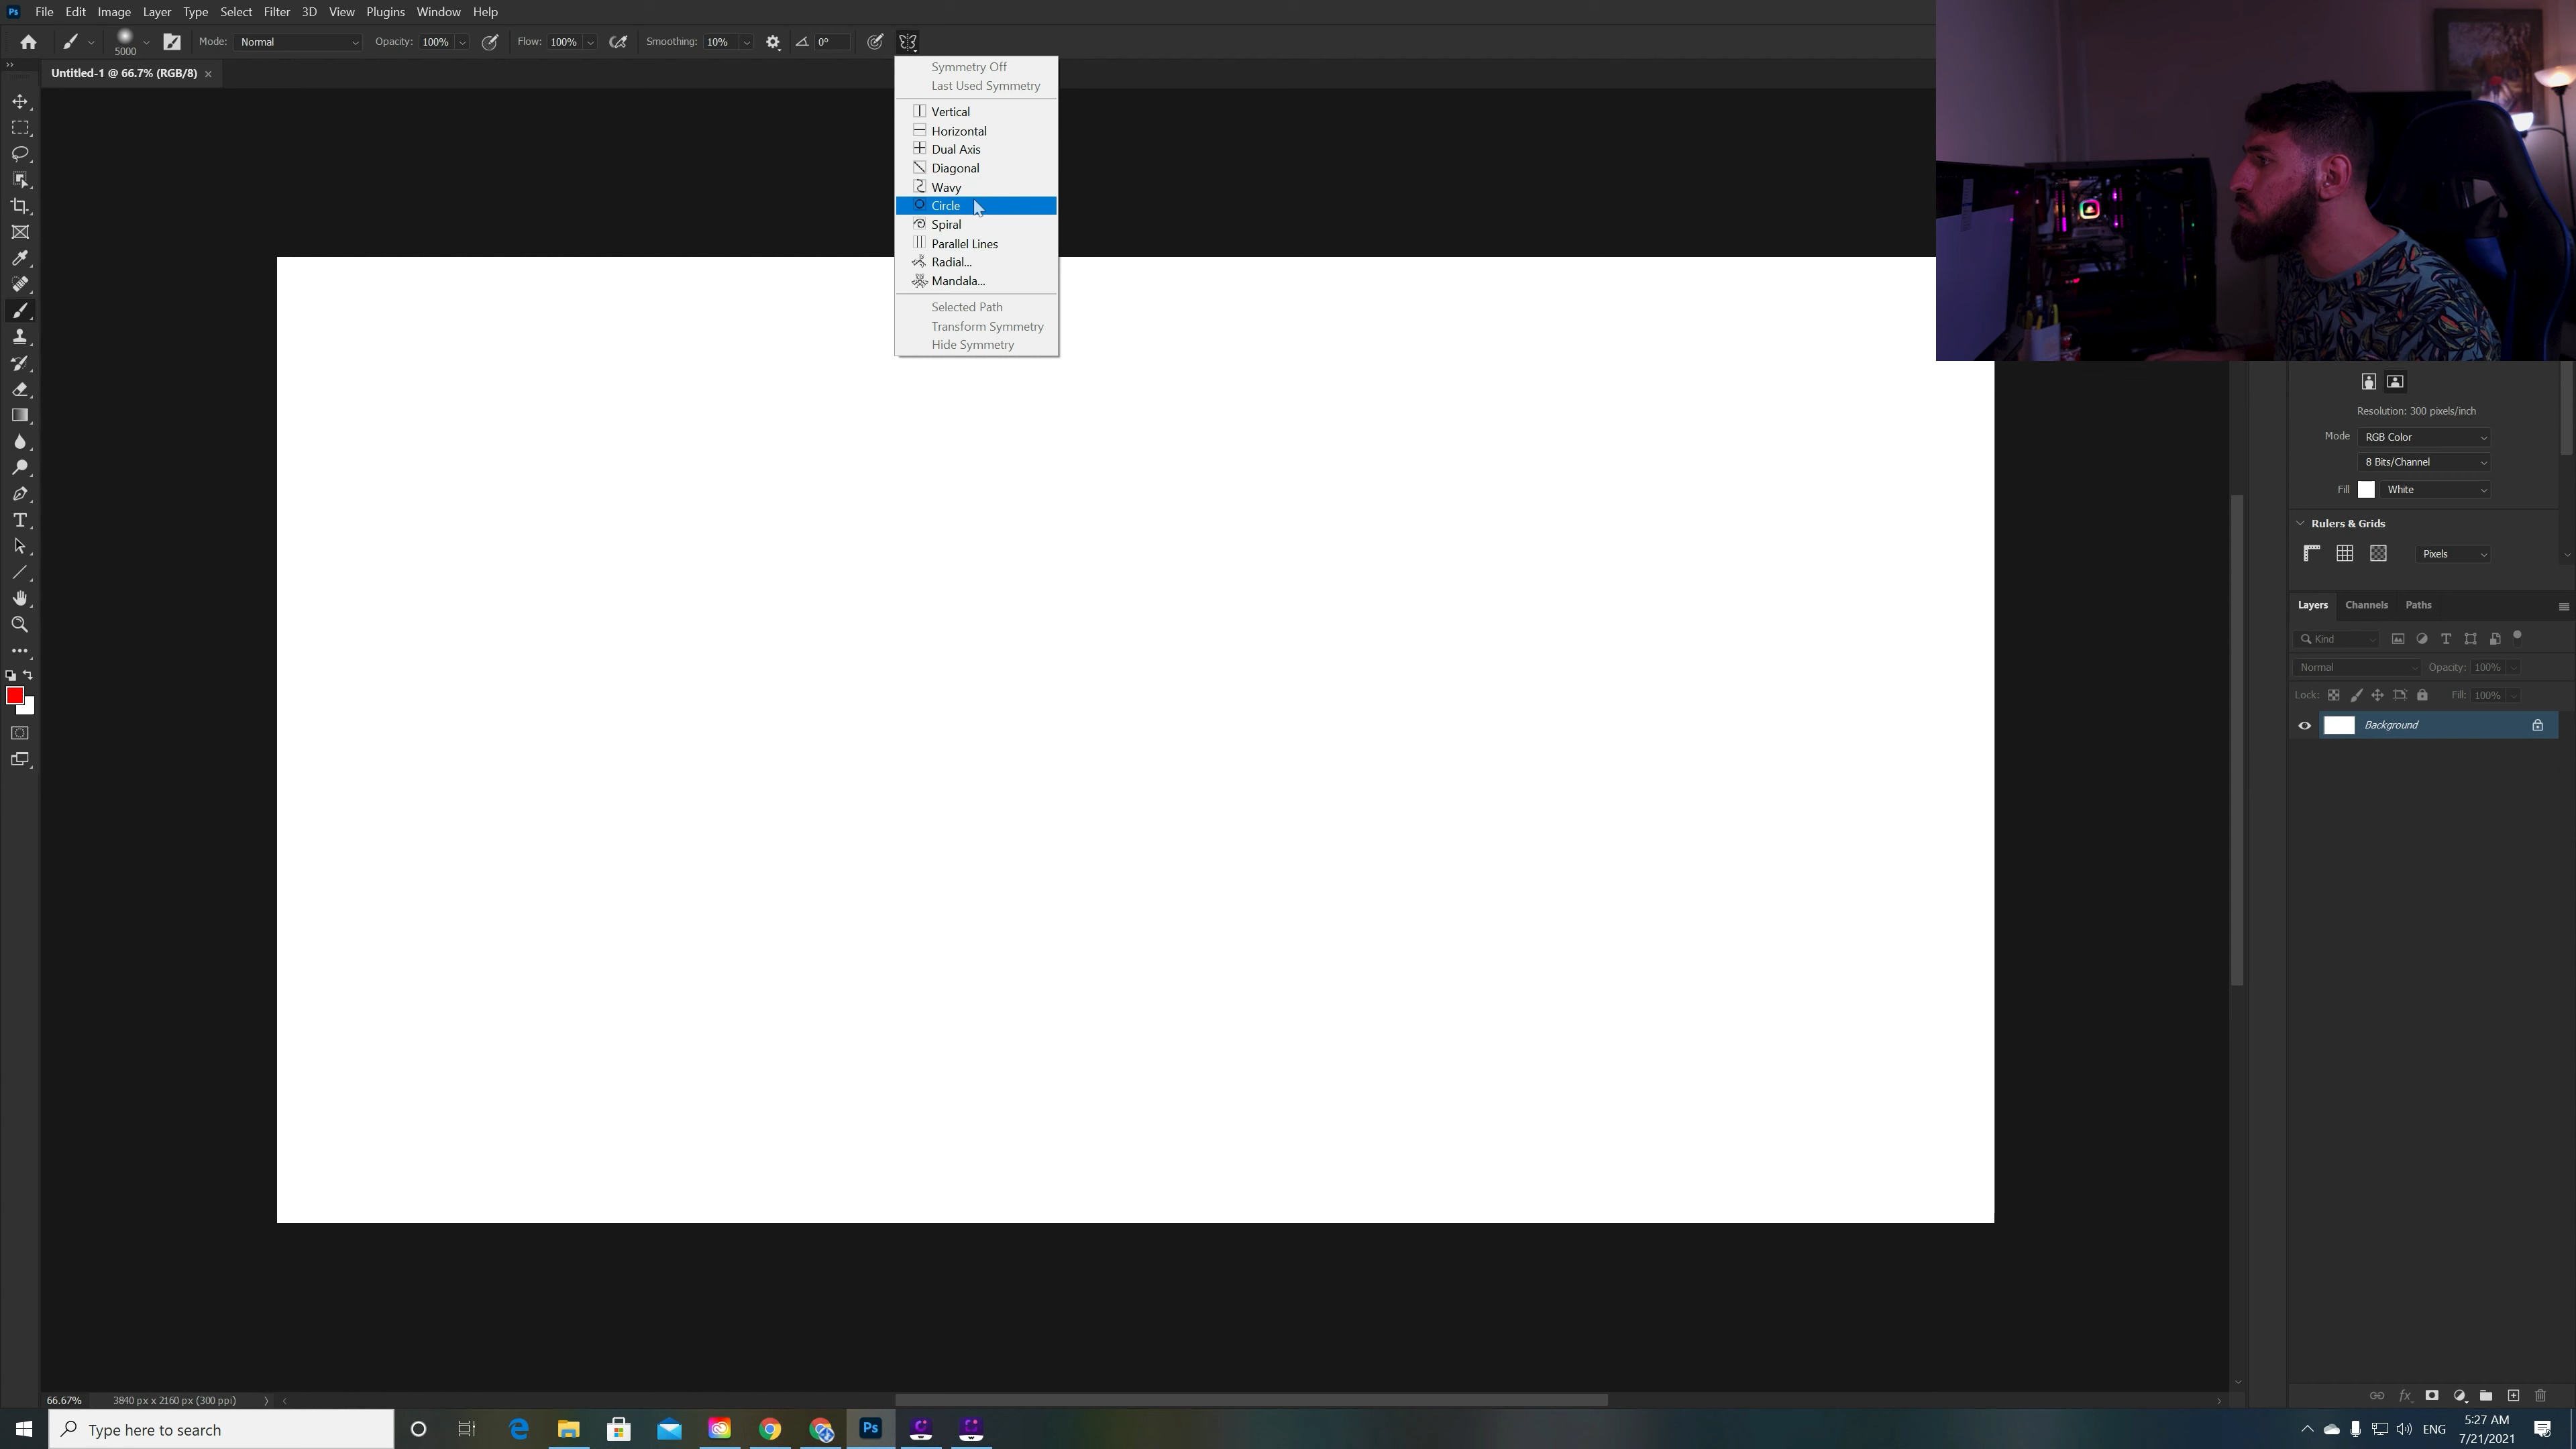 Ps File Edit Image Layer Type Select Filter 3D View Plugins Window Help
5000 Mode: Normal Opacity: 100% Flow: 100% Smoothing: 10% 0°
Untitled-1 @ 66.7% (RGB/8) ×
Symmetry Off
Last Used Symmetry
Vertical
Horizontal
Dual Axis
Diagonal
Wavy
Circle
Spiral
Parallel Lines
Radial...
Mandala...
Selected Path
Transform Symmetry
Hide Symmetry
Resolution: 300 pixels/inch
Mode RGB Color
8 Bits/Channel
Fill White
Rulers & Grids
Pixels
Layers Channels Paths
Kind
Normal Opacity: 100%
Lock: Fill: 100%
Background
66.67% 3840 px x 2160 px (300 ppi)
Type here to search
Ps
ENG
5:27 AM
7/21/2021